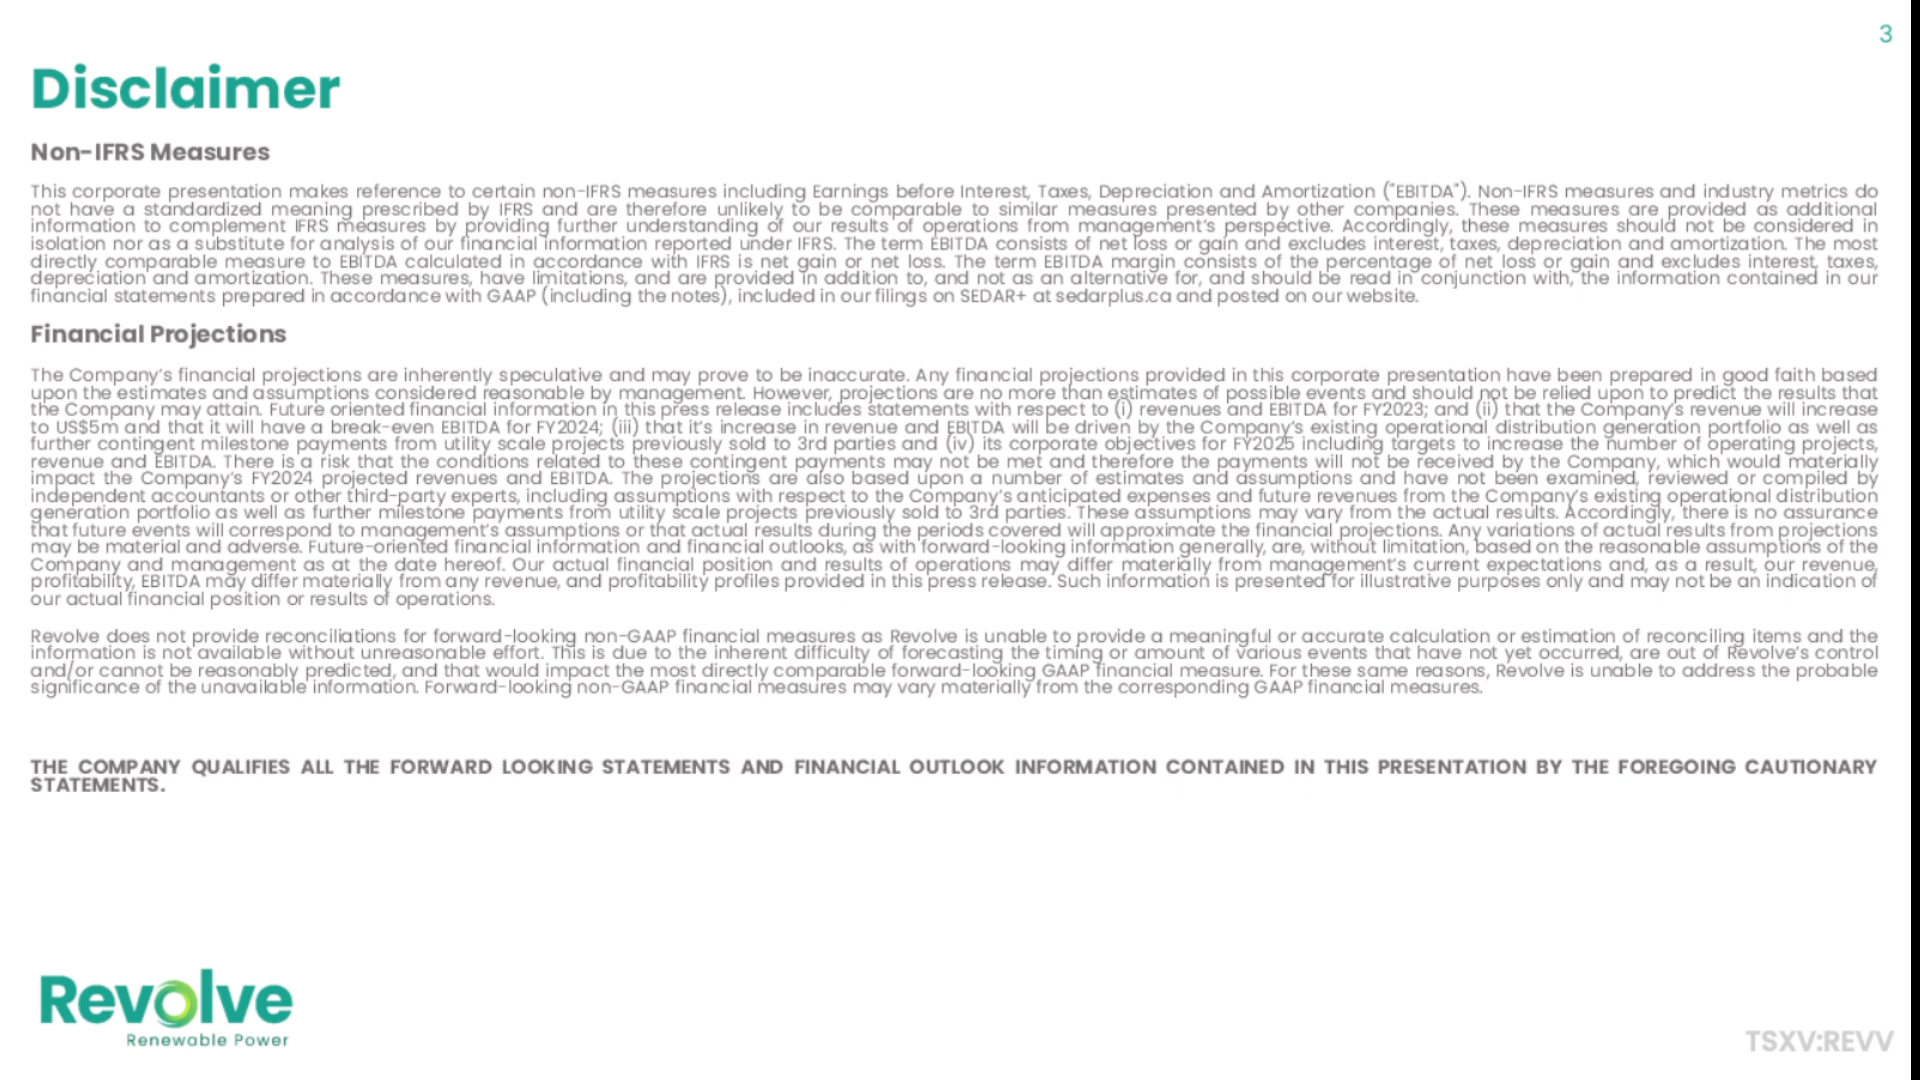 3
Disclaimer
Non-IFRS Measures
This corporate presentation makes reference to certain non-IFRS measures including Earnings before Interest, Taxes, Depreciation and Amortization ("EBITDA"). Non-IFRS measures and industry metrics do
not have a standardized meaning prescribed by IFRS and are therefore unlikely to be comparable to similar measures presented by other companies. These measures are provided as additional
information to complement IFRS measures by providing further understanding of our results of operations from management's perspective. Accordingly, these measures should not be considered in
isolation nor as a substitute for analysis of our financial information reported under IFRS. The term EBITDA consists of net loss or gain and excludes interest, taxes, depreciation and amortization. The most
directly comparable measure to EBITDA calculated in accordance with IFRS is net gain or net loss. The term EBITDA margin consists of the percentage of net loss or gain and excludes interest, taxes,
depreciation and amortization. These measures, have limitations, and are provided in addition to, and not as an alternative for, and should be read in conjunction with, the information contained in our
financial statements prepared in accordance with GAAP (including the notes), included in our filings on SEDAR+ at sedarplus.ca and posted on our website.
Financial Projections
The Company's financial projections are inherently speculative and may prove to be inaccurate. Any financial projections provided in this corporate presentation have been prepared in good faith based
upon the estimates and assumptions considered reasonable by management. However, projections are no more than estimates of possible events and should not be relied upon to predict the results that
the Company may attain. Future oriented financial information in this press release includes statements with respect to (i) revenues and EBITDA for FY2023; and (ii) that the Company's revenue will increase
to US$5m and that it will have a break-even EBITDA for FY2024; (iii) that it's increase in revenue and EBITDA will be driven by the Company's existing operational distribution generation portfolio as well as
further contingent milestone payments from utility scale projects previously sold to 3rd parties and (iv) its corporate objectives for FY2025 including targets to increase the number of operating projects,
revenue and EBITDA. There is a risk that the conditions related to these contingent payments may not be met and therefore the payments will not be received by the Company, which would materially
impact the Company's FY2024 projected revenues and EBITDA. The projections are also based upon a number of estimates and assumptions and have not been examined, reviewed or compiled by
independent accountants or other third-party experts, including assumptions with respect to the Company's anticipated expenses and future revenues from the Company's existing operational distribution
generation portfolio as well as further milestone payments from utility scale projects previously sold to 3rd parties. These assumptions may vary from the actual results. Accordingly, there is no assurance
that future events will correspond to management's assumptions or that actual results during the periods covered will approximate the financial projections. Any variations of actual results from projections
may be material and adverse. Future-oriented financial information and financial outlooks, as with forward-looking information generally, are, without limitation, based on the reasonable assumptions of the
Company and management as at the date hereof. Our actual financial position and results of operations may differ materially from management's current expectations and, as a result, our revenue,
profitability, EBITDA may differ materially from any revenue, and profitability profiles provided in this press release. Such information is presented for illustrative purposes only and may not be an indication of
our actual financial position or results of operations.
Revolve does not provide reconciliations for forward-looking non-GAAP financial measures as Revolve is unable to provide a meaningful or accurate calculation or estimation of reconciling items and the
information is not available without unreasonable effort. This is due to the inherent difficulty of forecasting the timing or amount of various events that have not yet occurred, are out of Revolve's control
and/or cannot be reasonably predicted, and that would impact the most directly comparable forward-looking GAAP financial measure. For these same reasons, Revolve is unable to address the probable
significance of the unavailable information. Forward-looking non-GAAP financial measures may vary materially from the corresponding GAAP financial measures.
THE COMPANY QUALIFIES ALL THE FORWARD LOOKING STATEMENTS AND FINANCIAL OUTLOOK INFORMATION CONTAINED IN THIS PRESENTATION BY THE FOREGOING CAUTIONARY
STATEMENTS.
Revolve
Renewable Power
TSXV:REVV